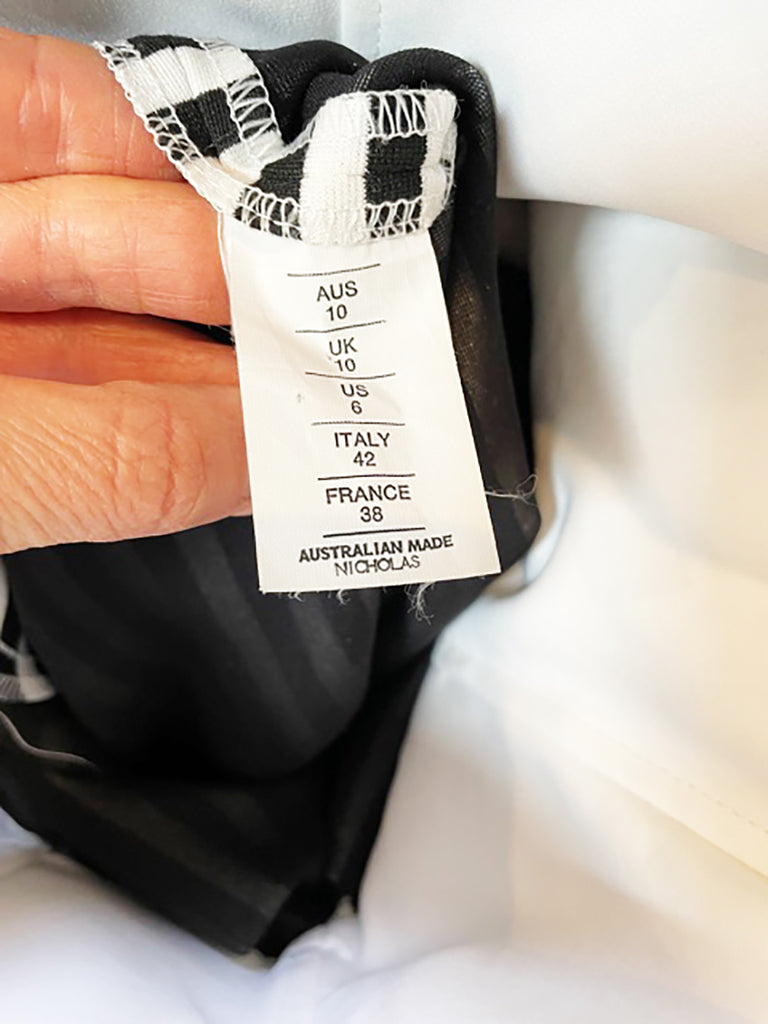 AUS
10
UK
10
US
6
ITALY
42
FRANCE
38
AUSTRALIAN MADE
NICHOLAS